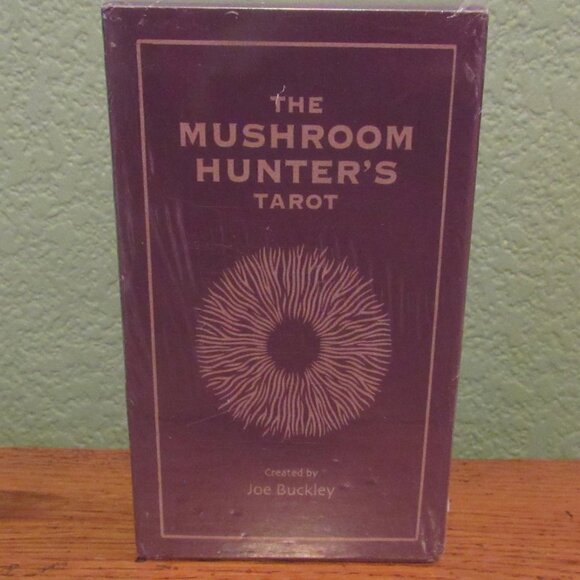 THE
MUSHROOM
HUNTER'S
TAROT
Created by
Joe Buckley